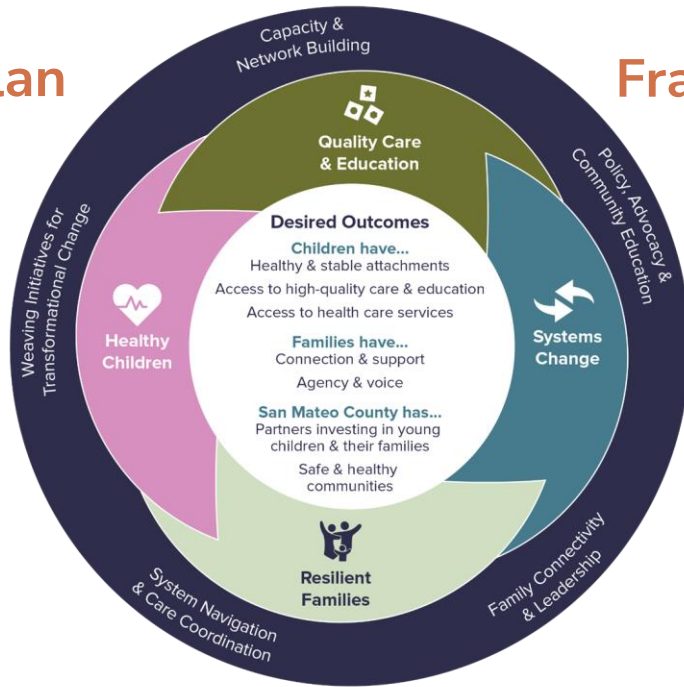 lan
Fra
Capacity &
Network Building
Policy, Advocacy &
Community Education
Family Connectivity
& Leadership
System Navigation
& Care Coordination
Weaving Initiatives for
Transformational Change
Quality Care
& Education
Systems
Change
Resilient
Families
Healthy
Children
Desired Outcomes
Children have...
Healthy & stable attachments
Access to high-quality care & education
Access to health care services
Families have...
Connection & support
Agency & voice
San Mateo County has...
Partners investing in young
children & their families
Safe & healthy
communities